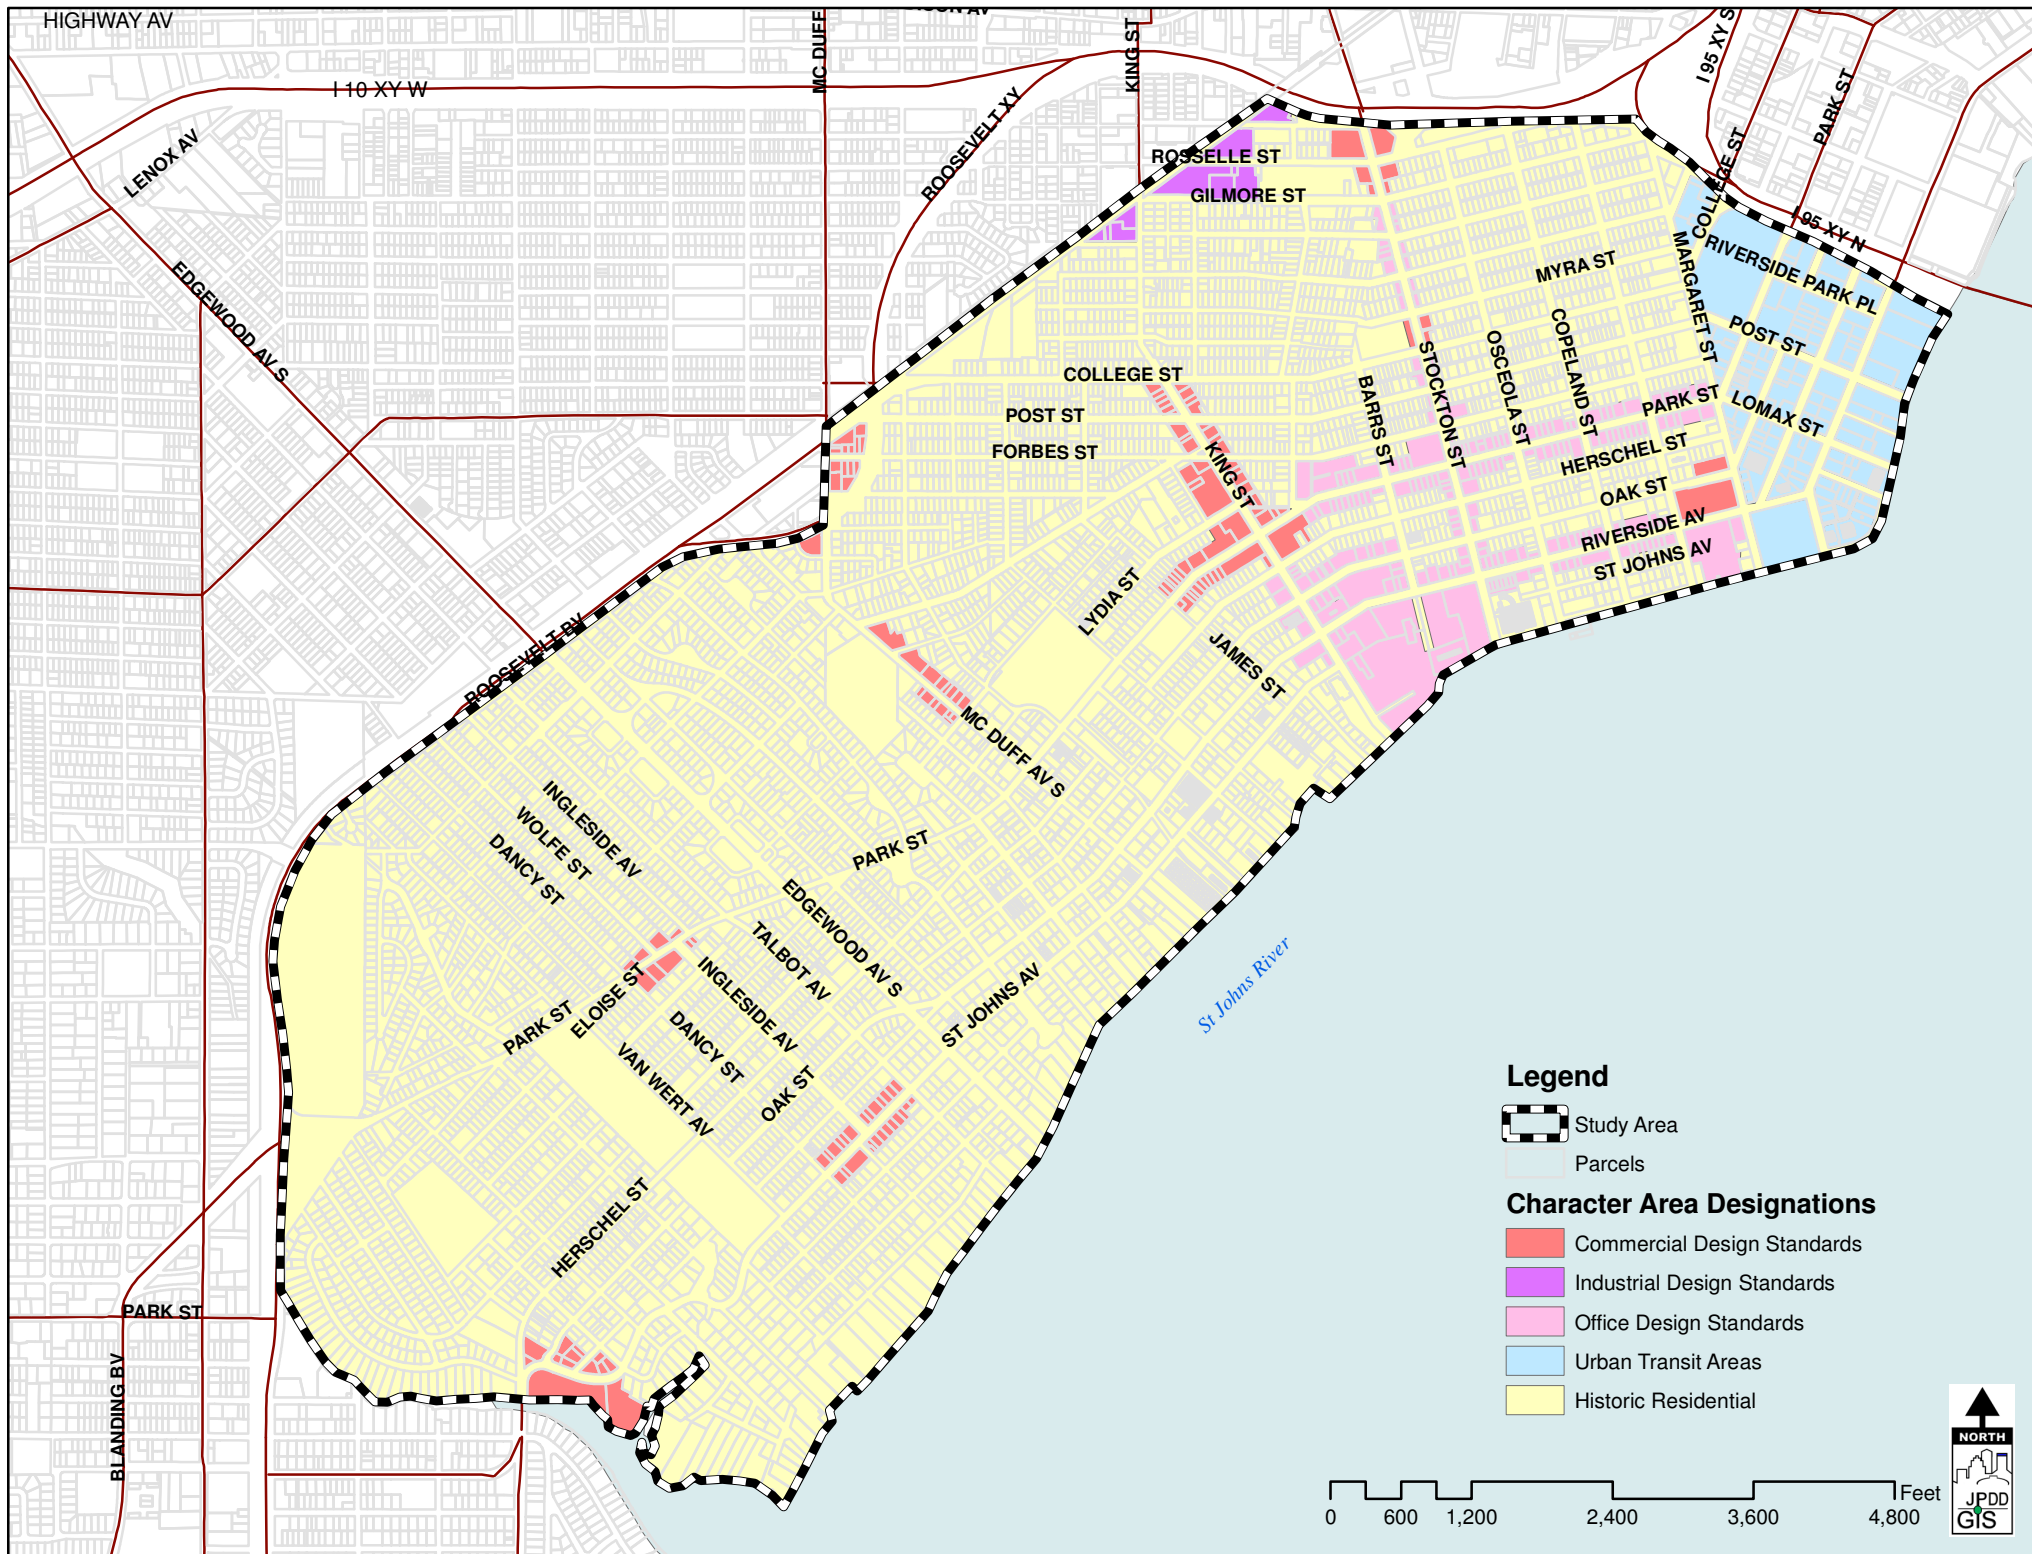 HIGHWAY AV
MC DUFF
KING ST
I 95 XY S
I 10 XY W
PARK ST
LENOX AV
ROOSEVELT XY
ROSSELLE ST
GILMORE ST
COLLEGE ST
I 95 XY N
RIVERSIDE PARK PL
MARGARET ST
MYRA ST
EDGEWOOD AV S
POST ST
COPELAND ST
OSCEOLA ST
STOCKTON ST
BARRS ST
COLLEGE ST
POST ST
FORBES ST
PARK ST
LOMAX ST
HERSCHEL ST
KING ST
OAK ST
RIVERSIDE AV
ST JOHNS AV
LYDIA ST
JAMES ST
ROOSEVELT BV
MC DUFF AV S
INGLESIDE AV
WOLFE ST
DANCY ST
PARK ST
EDGEWOOD AV S
TALBOT AV
INGLESIDE AV
ELOISE ST
PARK ST
DANCY ST
VAN WERT AV
OAK ST
ST JOHNS AV
St Johns River
HERSCHEL ST
PARK ST
BLANDING BV
Legend
Study Area
Parcels
Character Area Designations
Commercial Design Standards
Industrial Design Standards
Office Design Standards
Urban Transit Areas
Historic Residential
Feet
0 600 1,200 2,400 3,600 4,800
NORTH
JPDD
GIS